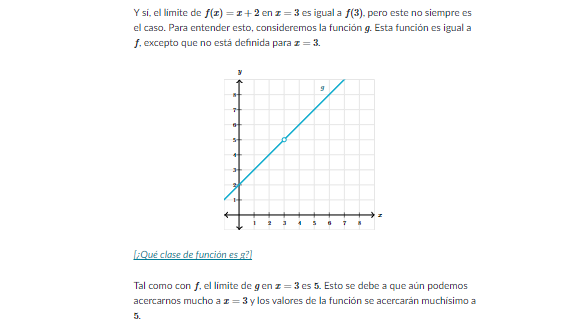 Y si, el límite de f(x) = x + 2 en x = 3 es igual a f(3), pero este no siempre es
el caso. Para entender esto, consideremos la función g. Esta función es igual a
f, excepto que no está definida para x = 3.
y
g
8
7
6
5
4
3
2
1
x
1 2 3 4 5 6 7 8
[¿Qué clase de función es g?]
Tal como con f, el límite de g en x = 3 es 5. Esto se debe a que aún podemos
acercarnos mucho a x = 3 y los valores de la función se acercarán muchísimo a
5.